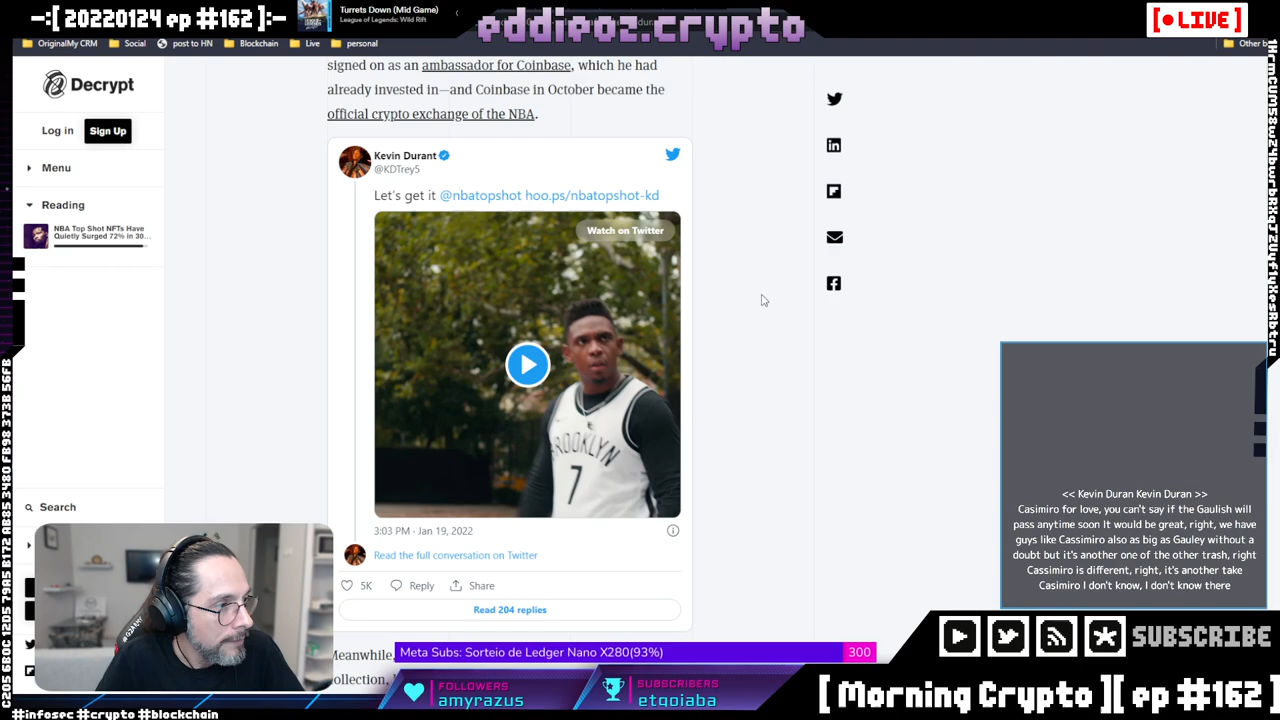 -:[ 20220124 ep #162 ]:-
Turrets Down (Mid Game)
League of Legends: Wild Rift
eddieoz.crypto
[ • LIVE ]
OriginalMy CRM
Social
post to HN
Blockchain
live
personal
Other b
Decrypt
Log in
Sign Up
Menu
Reading
NBA Top Shot NFTs Have
Quietly Surged 72% in 30...
Search
signed on as an ambassador for Coinbase, which he had
already invested in—and Coinbase in October became the
official crypto exchange of the NBA.
Kevin Durant
@KDTrey5
Let's get it @nbatopshot hoo.ps/nbatopshot-kd
Watch on Twitter
BROOKLYN
7
3:03 PM · Jan 19, 2022
Read the full conversation on Twitter
5K
Reply
Share
Read 204 replies
Meanwhile,
collection,
<< Kevin Duran Kevin Duran >>
Casimiro for love, you can't say if the Gaulish will
pass anytime soon It would be great, right, we have
guys like Cassimiro also as big as Gauley without a
doubt but it's another one of the other trash, right
Cassimiro is different, right, it's another take
Casimiro I don't know, I don't know there
Meta Subs: Sorteio de Ledger Nano X280(93%)
300
FOLLOWERS
amyrazus
SUBSCRIBERS
etgoiaba
SUBSCRIBE
[ Morning Crypto ][ ep #162 ]
#infosec #crypto #blockchain